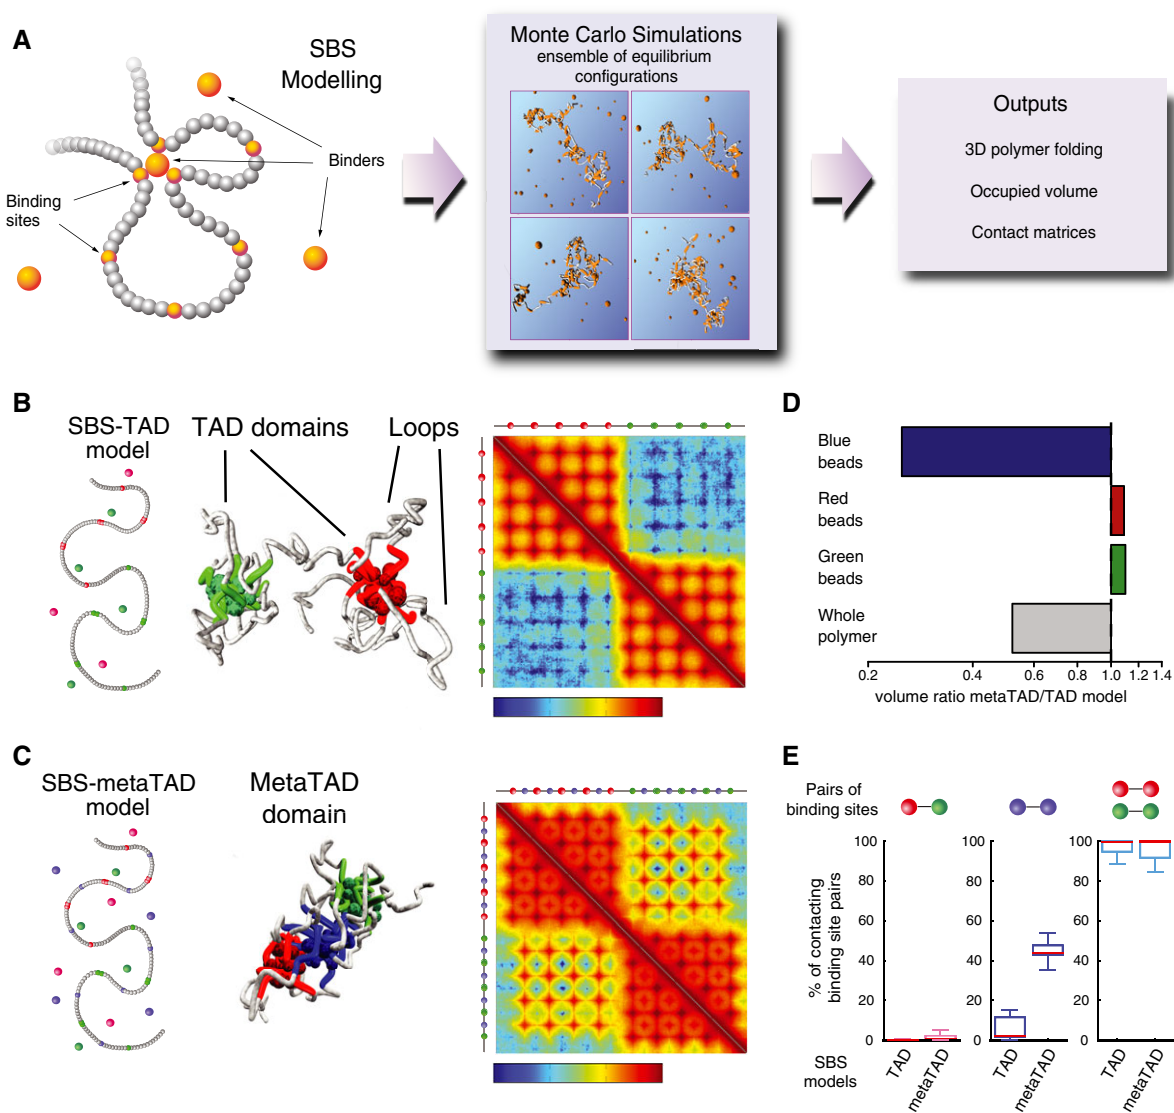 A
SBS
Modelling
Binders
Binding
sites
Monte Carlo Simulations
ensemble of equilibrium
configurations
Outputs
3D polymer folding
Occupied volume
Contact matrices
B
SBS-TAD
model
TAD domains
Loops
C
SBS-metaTAD
model
MetaTAD
domain
D
Blue
beads
Red
beads
Green
beads
Whole
polymer
0.2
0.4
0.6
0.8
1.0
1.2
1.4
volume ratio metaTAD/TAD model
E
Pairs of
binding sites
% of contacting
binding site pairs
100
80
60
40
20
0
100
80
60
40
20
0
100
80
60
40
20
0
SBS
models
TAD
metaTAD
TAD
metaTAD
TAD
metaTAD